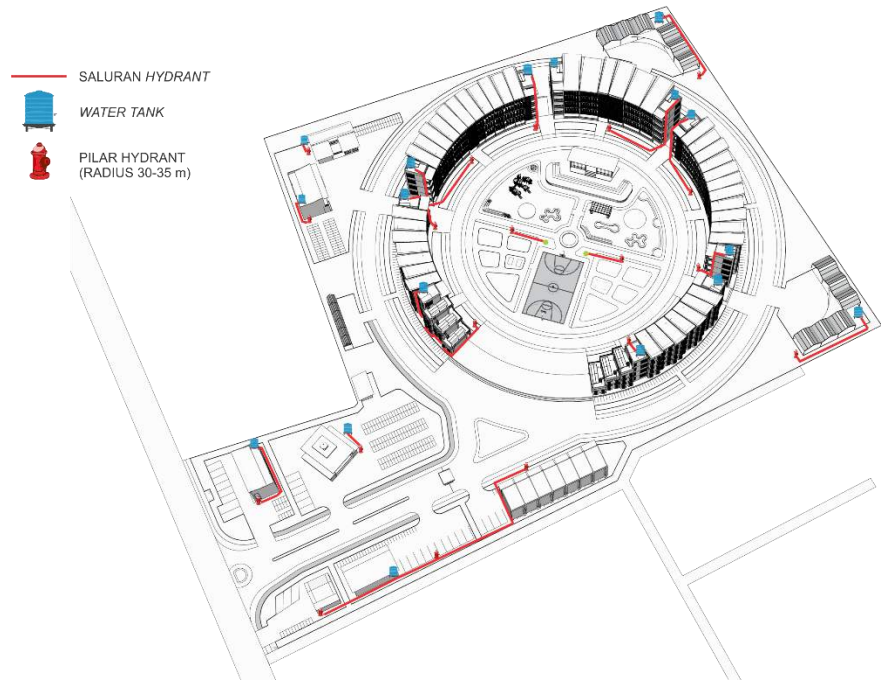 SALURAN HYDRANT
WATER TANK
PILAR HYDRANT
(RADIUS 30-35 m)